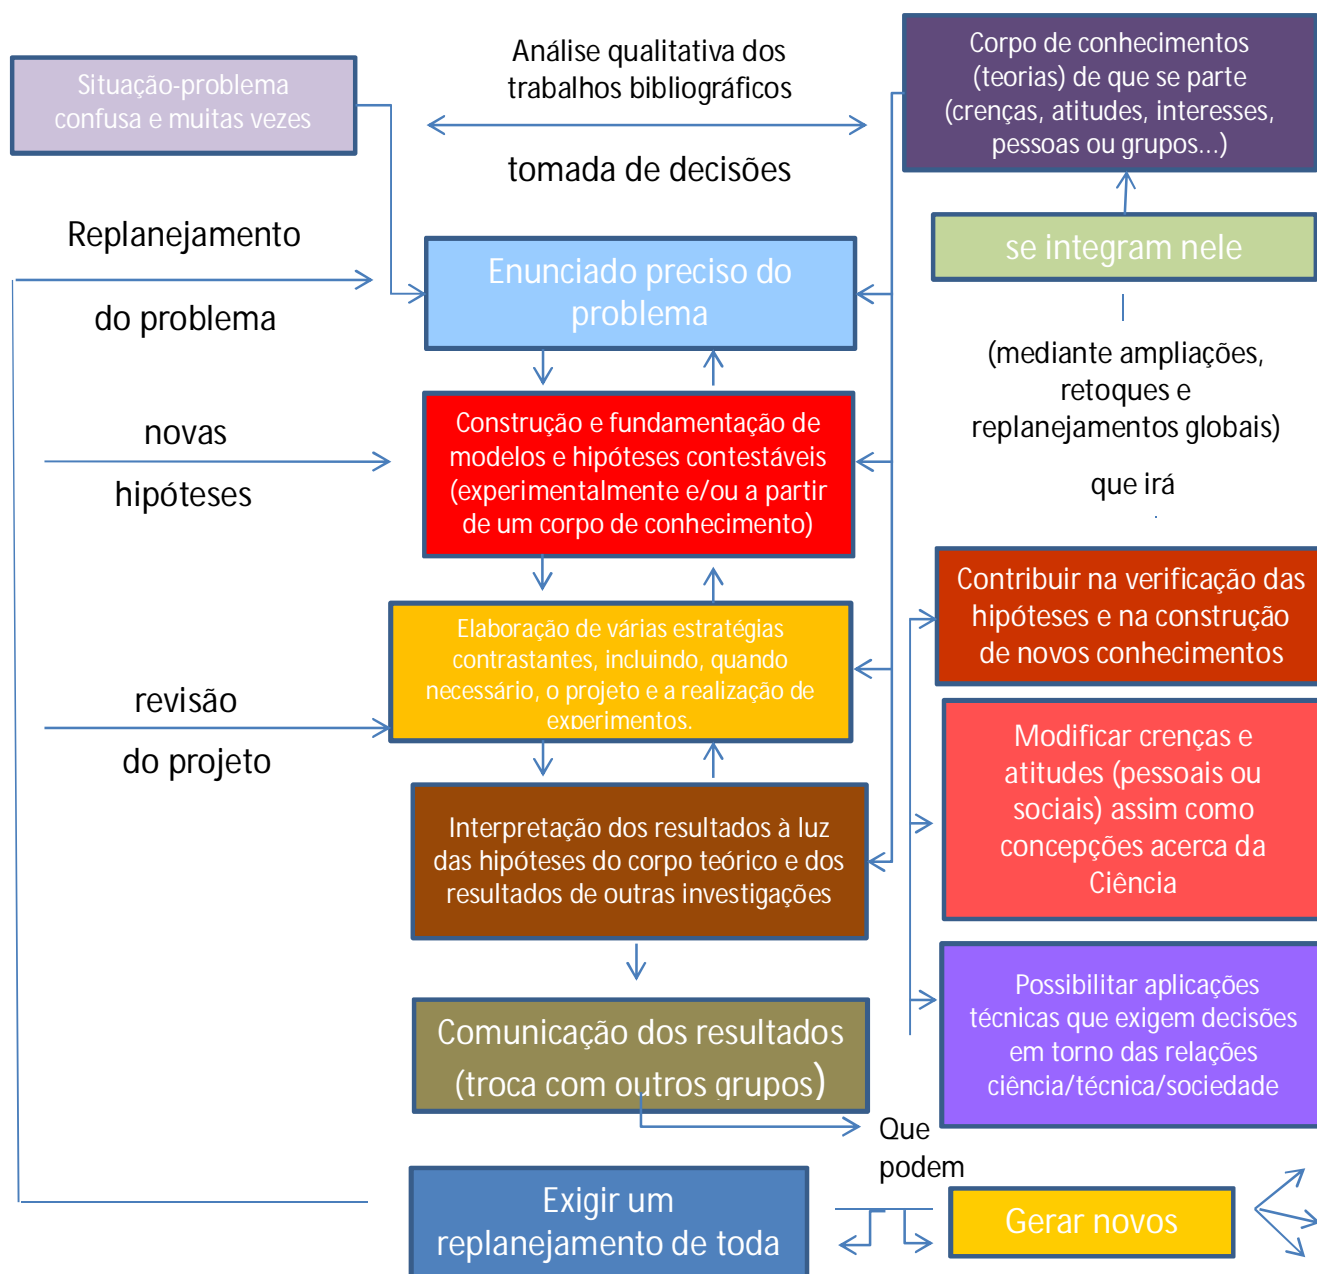 Situação-problema
confusa e muitas vezes
Análise qualitativa dos
trabalhos bibliográficos
tomada de decisões
Corpo de conhecimentos
(teorias) de que se parte
(crenças, atitudes, interesses,
pessoas ou grupos...)
Replanejamento
do problema
Enunciado preciso do
problema
se integram nele
(mediante ampliações,
retoques e
replanejamentos globais)
que irá
novas
hipóteses
Construção e fundamentação de
modelos e hipóteses contestáveis
(experimentalmente e/ou a partir
de um corpo de conhecimento)
Contribuir na verificação das
hipóteses e na construção
de novos conhecimentos
revisão
do projeto
Elaboração de várias estratégias
contrastantes, incluindo, quando
necessário, o projeto e a realização de
experimentos.
Modificar crenças e
atitudes (pessoais ou
sociais) assim como
concepções acerca da
Ciência
Interpretação dos resultados à luz
das hipóteses do corpo teórico e dos
resultados de outras investigações
Possibilitar aplicações
técnicas que exigem decisões
em torno das relações
ciência/técnica/sociedade
Comunicação dos resultados
(troca com outros grupos)
Que
podem
Exigir um
replanejamento de toda
Gerar novos